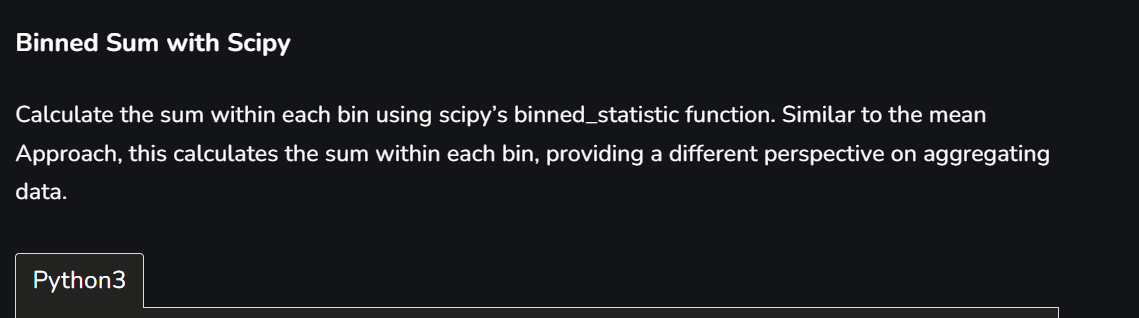 Binned Sum with Scipy
Calculate the sum within each bin using scipy’s binned_statistic function. Similar to the mean
Approach, this calculates the sum within each bin, providing a different perspective on aggregating
data.
Python3